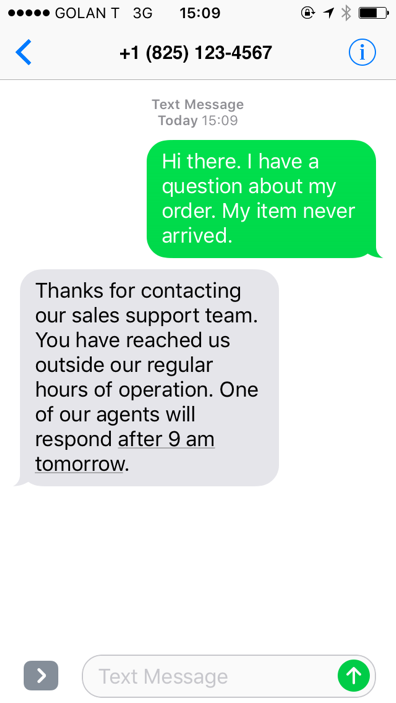 GOLAN T 3G 15:09
+1 (825) 123-4567
Text Message
Today 15:09
Hi there. I have a
question about my
order. My item never
arrived.
Thanks for contacting
our sales support team.
You have reached us
outside our regular
hours of operation. One
of our agents will
respond after 9 am
tomorrow.
Text Message